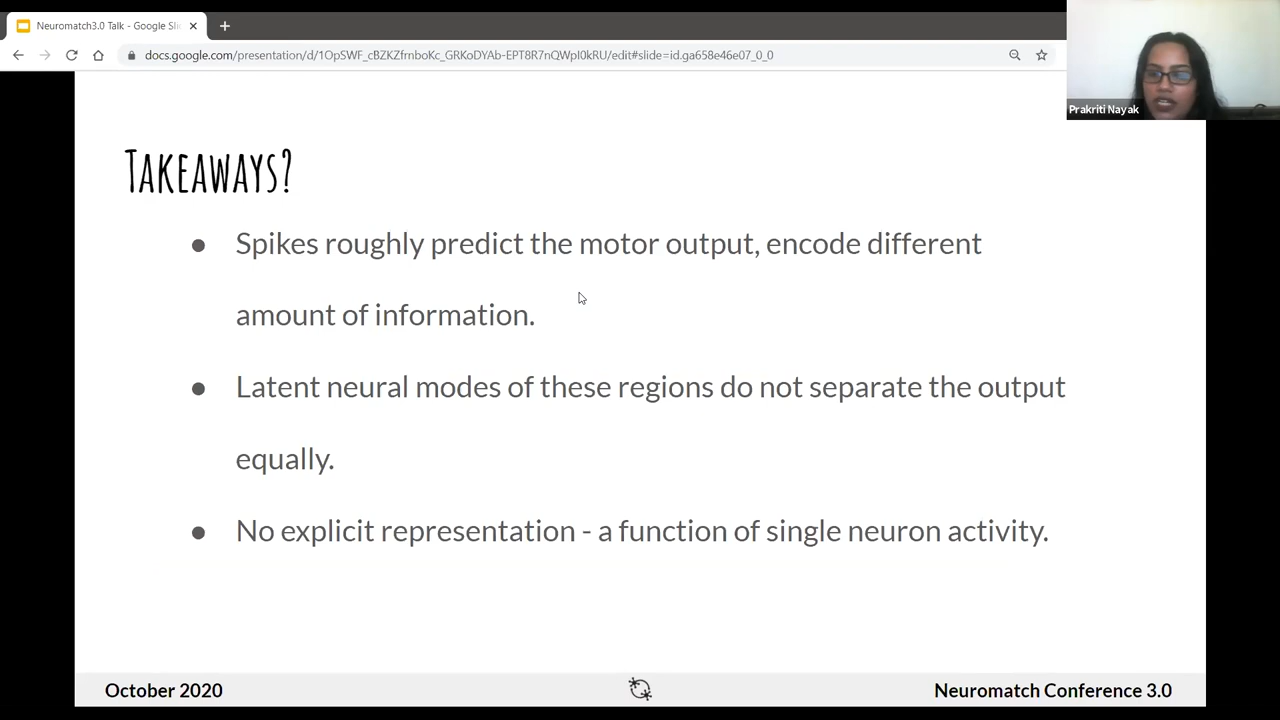 Neuromatch3.0 Talk - Google Sli
docs.google.com/presentation/d/1OpSWF_cBZKZfrnboKc_GRKoDYAb-EPT8R7nQWpI0kRU/edit#slide=id.ga658e46e07_0_0
Prakriti Nayak
TAKEAWAYS?
● Spikes roughly predict the motor output, encode different
amount of information.
● Latent neural modes of these regions do not separate the output
equally.
● No explicit representation - a function of single neuron activity.
October 2020
Neuromatch Conference 3.0